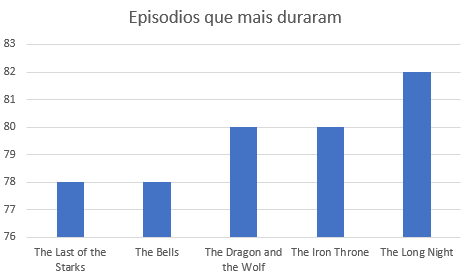 Episodios que mais duraram
83
82
81
80
79
78
77
76
The Last of the
Starks
The Bells
The Dragon and
the Wolf
The Iron Throne
The Long Night